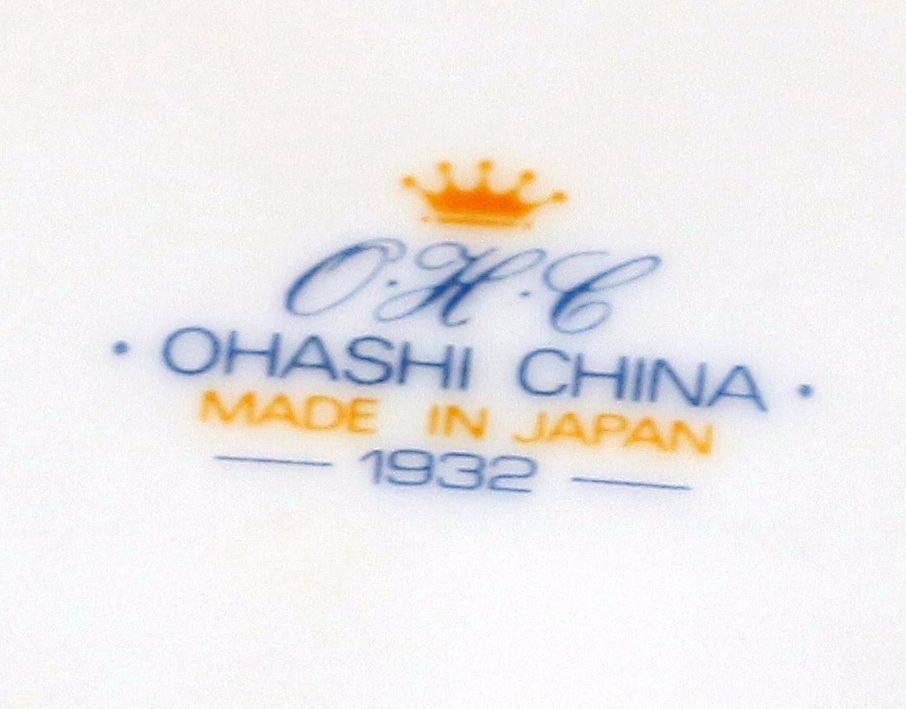 O·H·C
· OHASHI CHINA ·
MADE IN JAPAN
— 1932 —